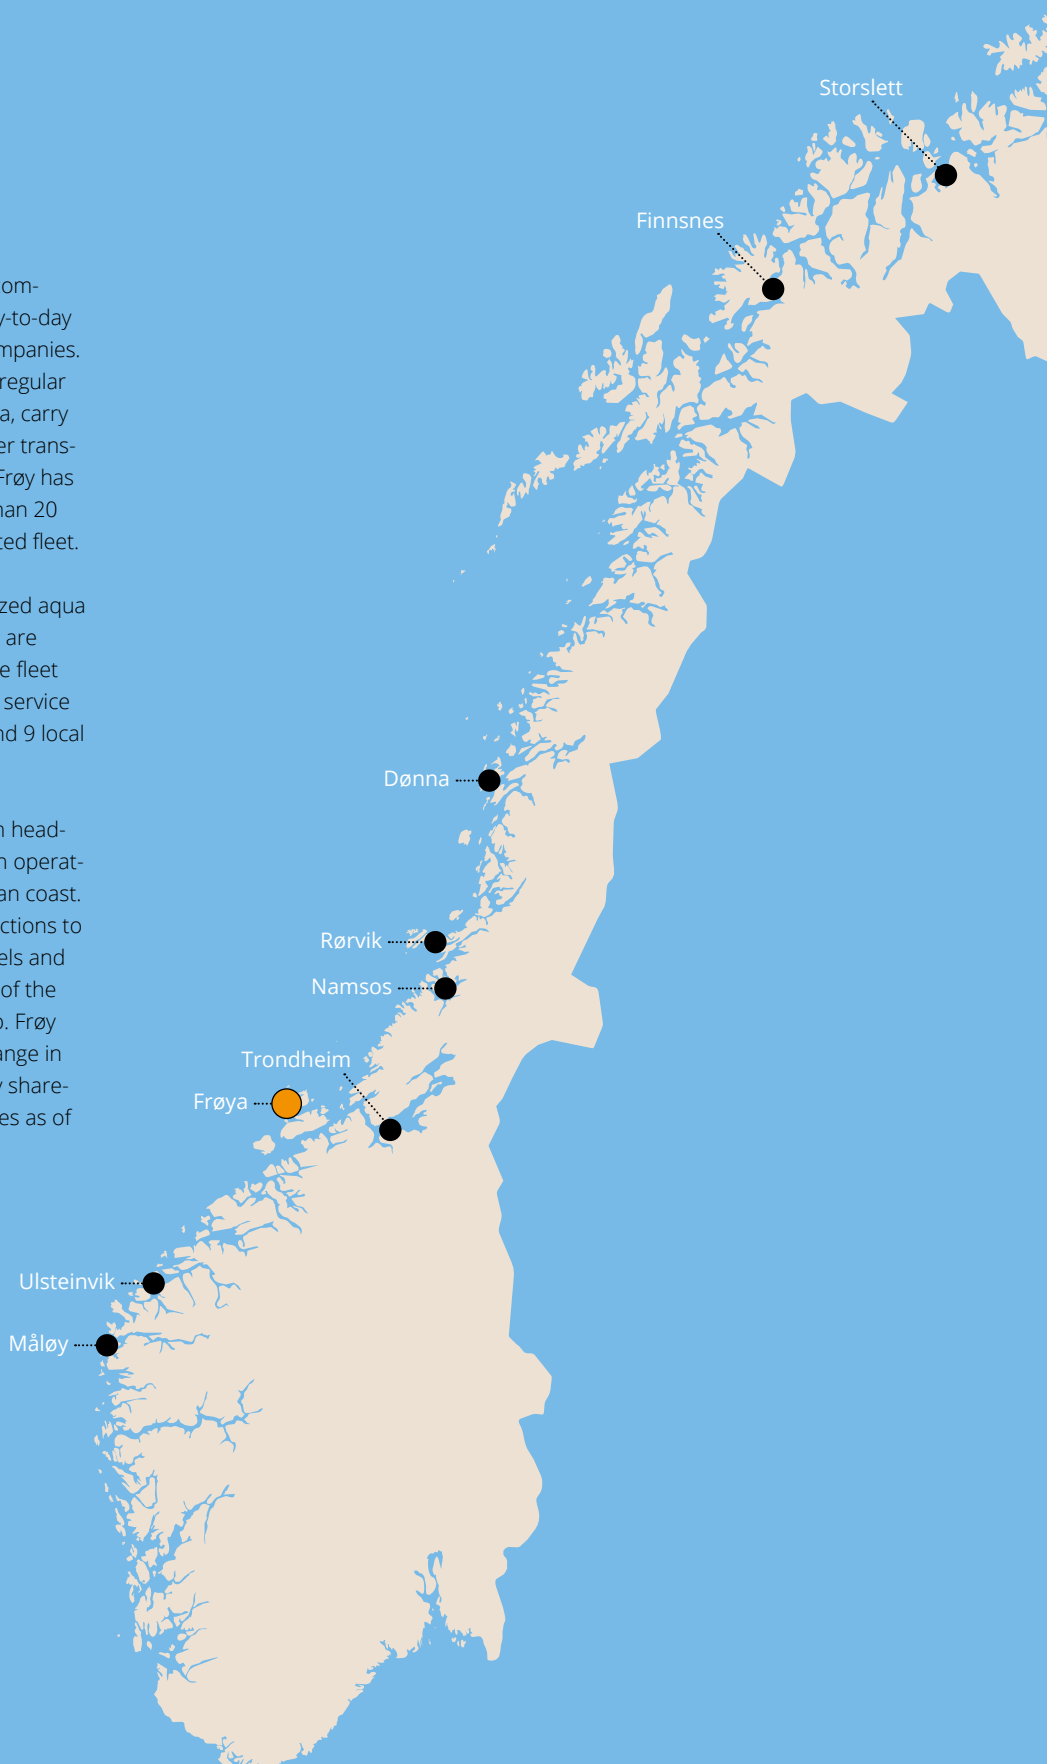 om-
y-to-day
mpanies.
regular
a, carry
er trans-
Frøy has
nan 20
ted fleet.
zed aqua
are
e fleet
service
nd 9 local
n head-
n operat-
an coast.
ctions to
els and
of the
o. Frøy
ange in
y share-
es as of
Storslett
Finnsnes
Dønna
Rørvik
Namsos
Trondheim
Frøya
Ulsteinvik
Måløy